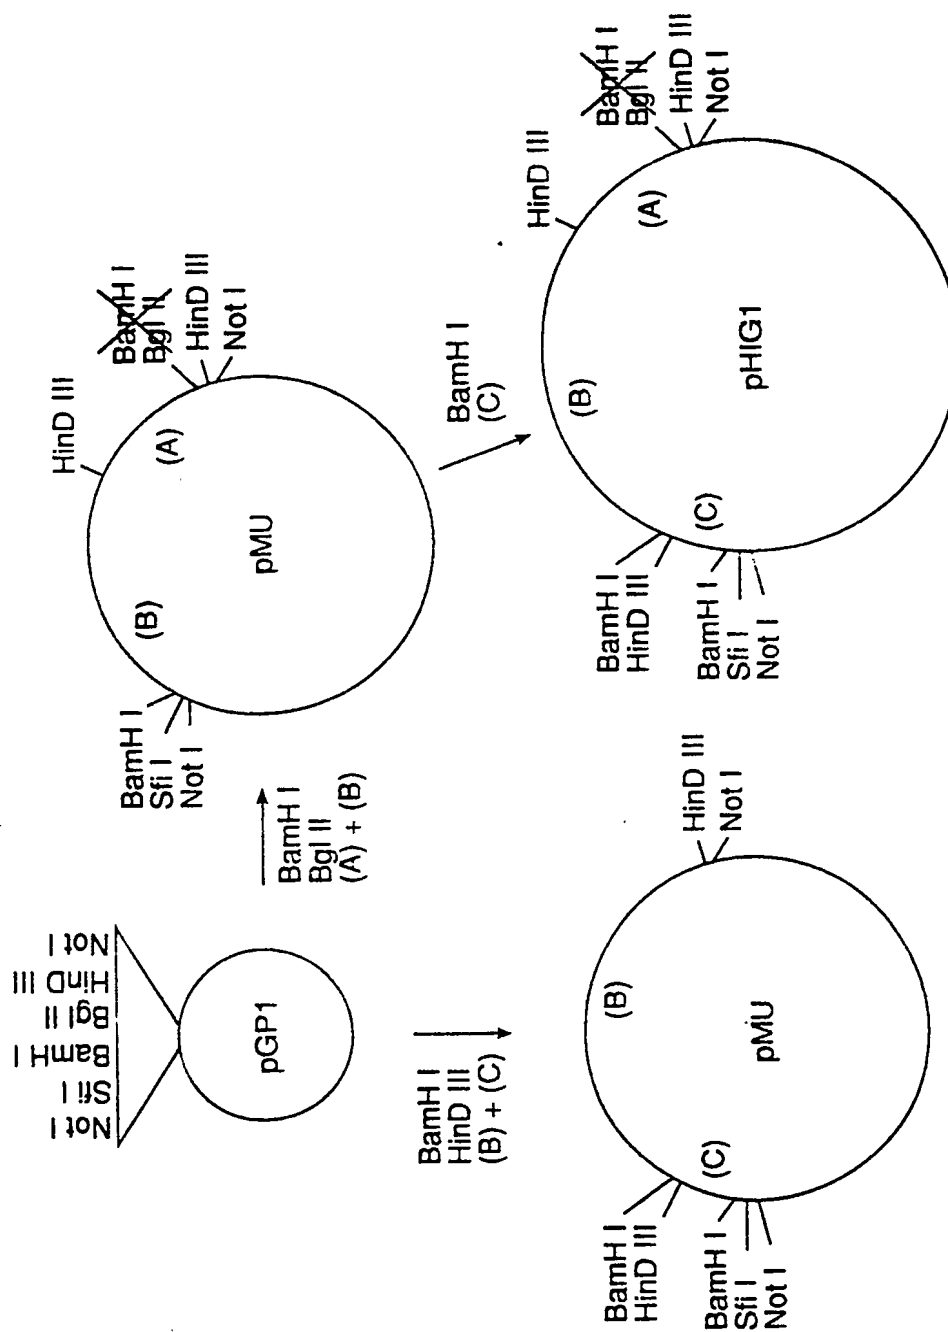 Not I
Sfi I
BamH I
Bgl II
HinD III
Not I
pGP1
BamH I
Bgl II
(A) + (B)
BamH I
Sfi I
Not I
(B)
pMU
(A)
HinD III
BamH I
Bgl II
HinD III
Not I
BamH I
HinD III
(B) + (C)
BamH I
(C)
BamH I
HinD III
(C)
BamH I
Sfi I
Not I
(B)
pMU
HinD III
Not I
BamH I
HinD III
(C)
BamH I
Sfi I
Not I
(B)
pHIG1
(A)
HinD III
BamH I
Bgl II
HinD III
Not I